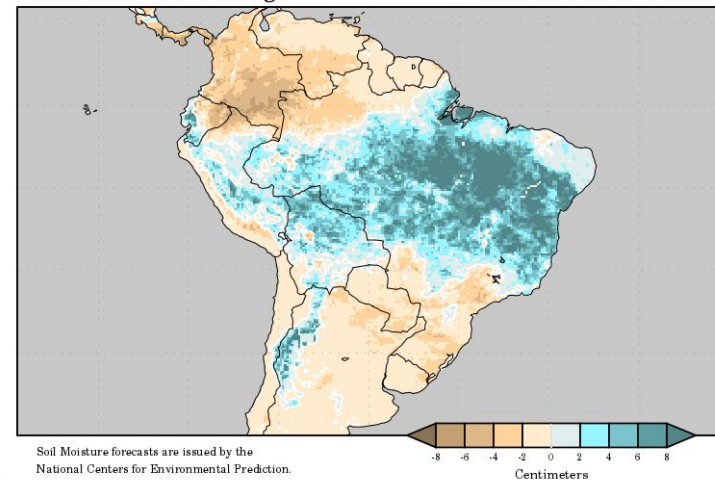 Soil Moisture forecasts are issued by the
National Centers for Environmental Prediction.
-8 -6 -4 -2 0 2 4 6 8
Centimeters